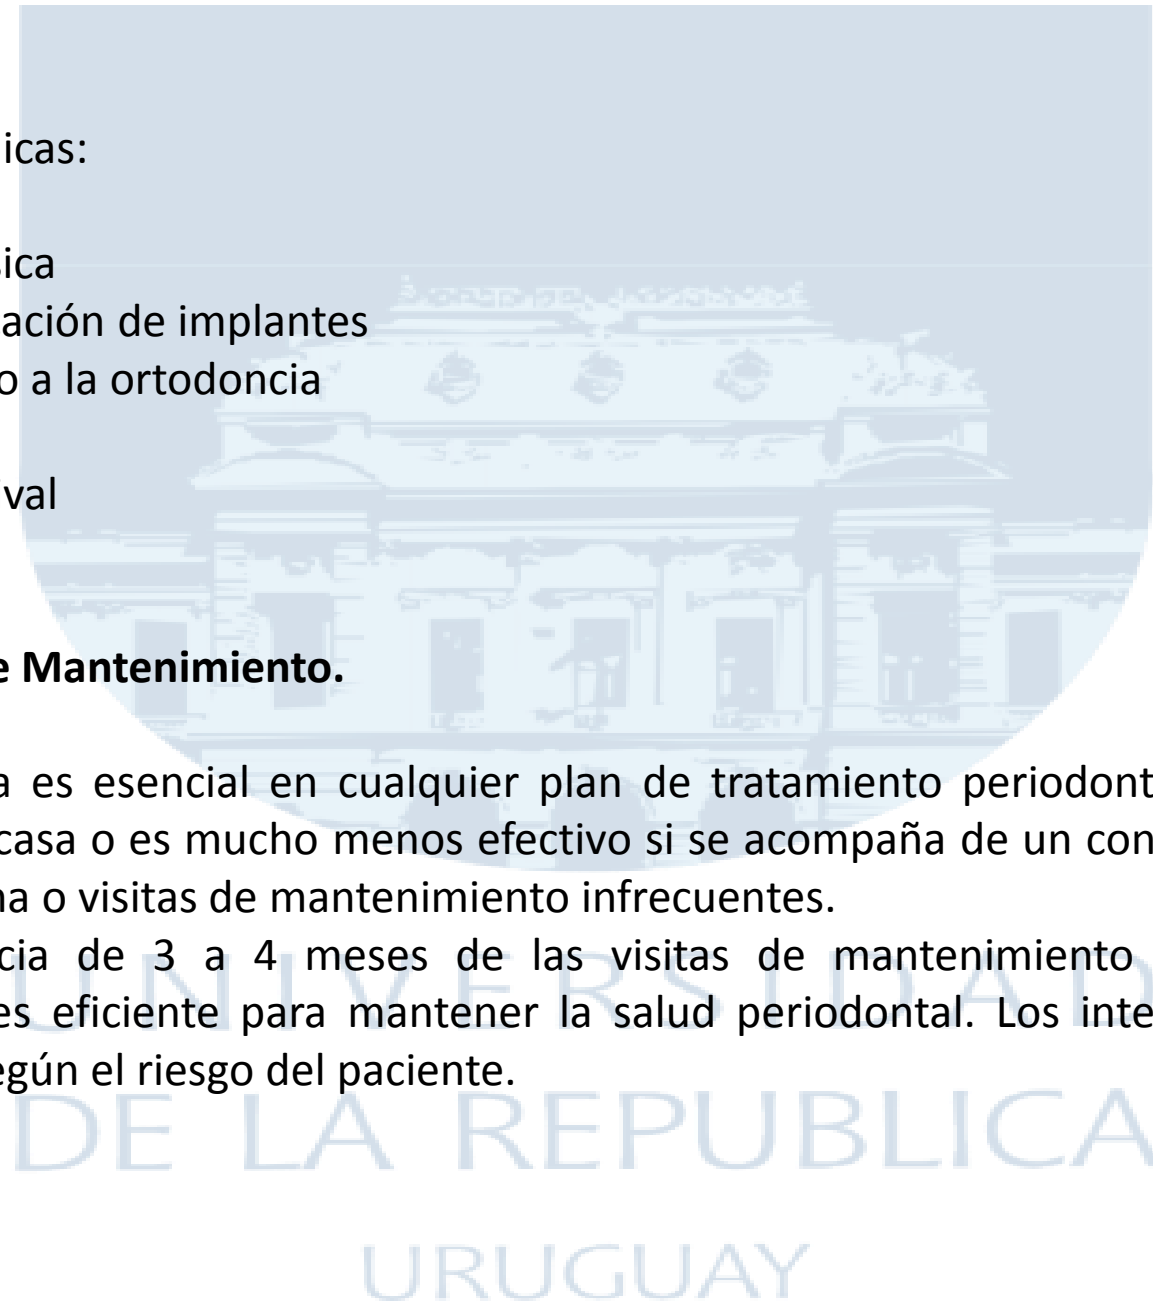 icas:
sica
ación de implantes
o a la ortodoncia
ival
e Mantenimiento.
a es esencial en cualquier plan de tratamiento periodont
casa o es mucho menos efectivo si se acompaña de un con
na o visitas de mantenimiento infrecuentes.
cia de 3 a 4 meses de las visitas de mantenimiento
es eficiente para mantener la salud periodontal. Los inte
egún el riesgo del paciente.
UNIVERSIDAD
DE LA REPUBLICA
URUGUAY